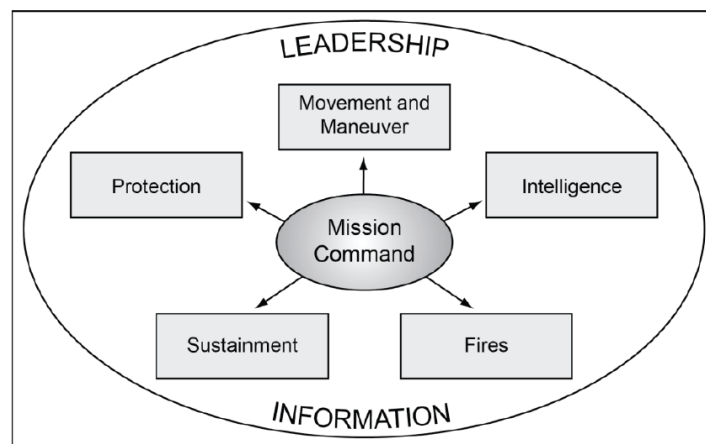 LEADERSHIP
Movement and
Maneuver
Protection
Intelligence
Mission
Command
Sustainment
Fires
INFORMATION